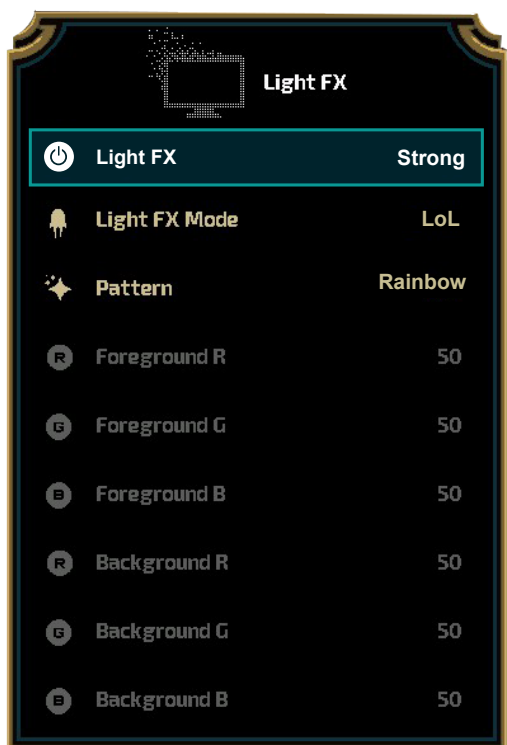 Light FX
Light FX Strong
Light FX Mode LoL
Pattern Rainbow
R Foreground R 50
G Foreground G 50
B Foreground B 50
R Background R 50
G Background G 50
B Background B 50